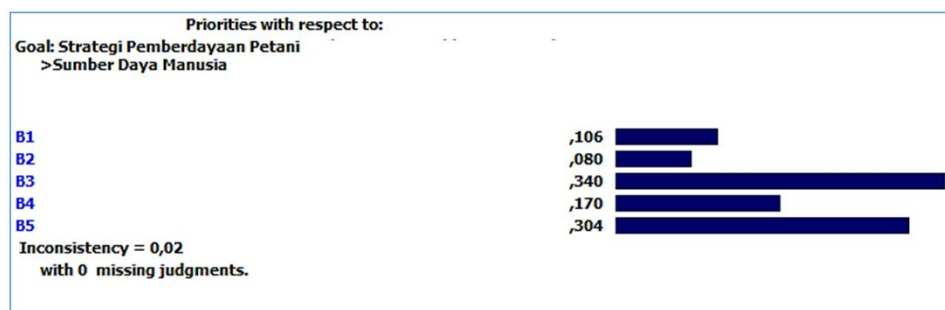 Priorities with respect to:
Goal: Strategi Pemberdayaan Petani
>Sumber Daya Manusia
B1 ,106
B2 ,080
B3 ,340
B4 ,170
B5 ,304
Inconsistency = 0,02
with 0 missing judgments.